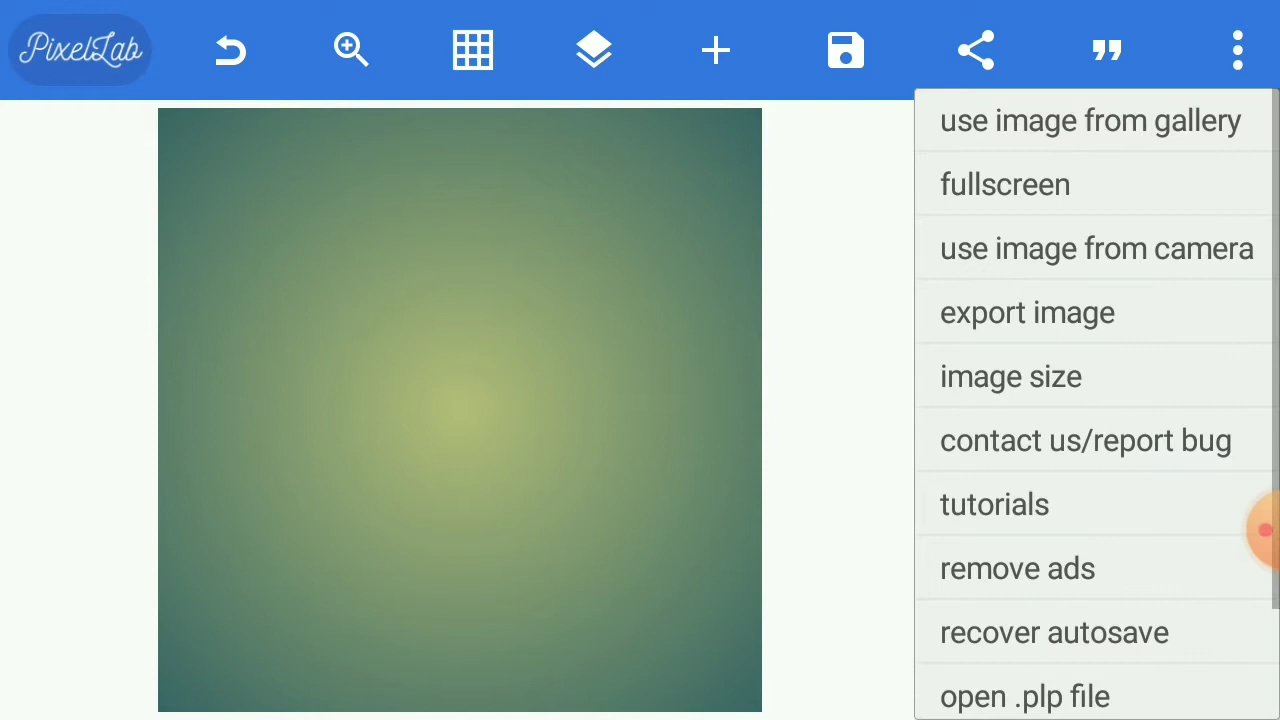 PixelLab
use image from gallery
fullscreen
use image from camera
export image
image size
contact us/report bug
tutorials
remove ads
recover autosave
open .plp file